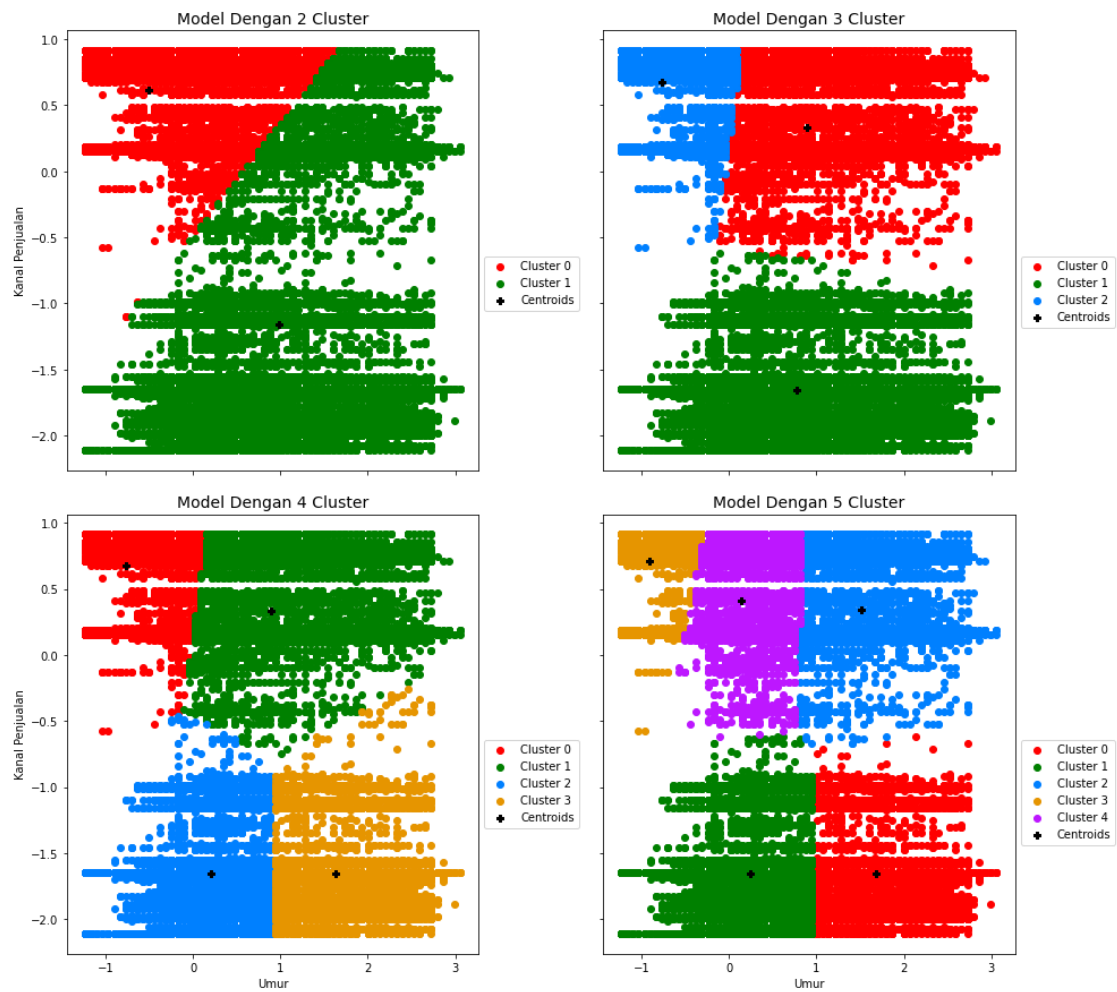 Model Dengan 2 Cluster
1.0
0.5
0.0
−0.5
−1.0
−1.5
−2.0
Kanal Penjualan
Cluster 0
Cluster 1
Centroids
Model Dengan 3 Cluster
Cluster 0
Cluster 1
Cluster 2
Centroids
Model Dengan 4 Cluster
1.0
0.5
0.0
−0.5
−1.0
−1.5
−2.0
Kanal Penjualan
−1 0 1 2 3
Umur
Cluster 0
Cluster 1
Cluster 2
Cluster 3
Centroids
Model Dengan 5 Cluster
−1 0 1 2 3
Umur
Cluster 0
Cluster 1
Cluster 2
Cluster 3
Cluster 4
Centroids